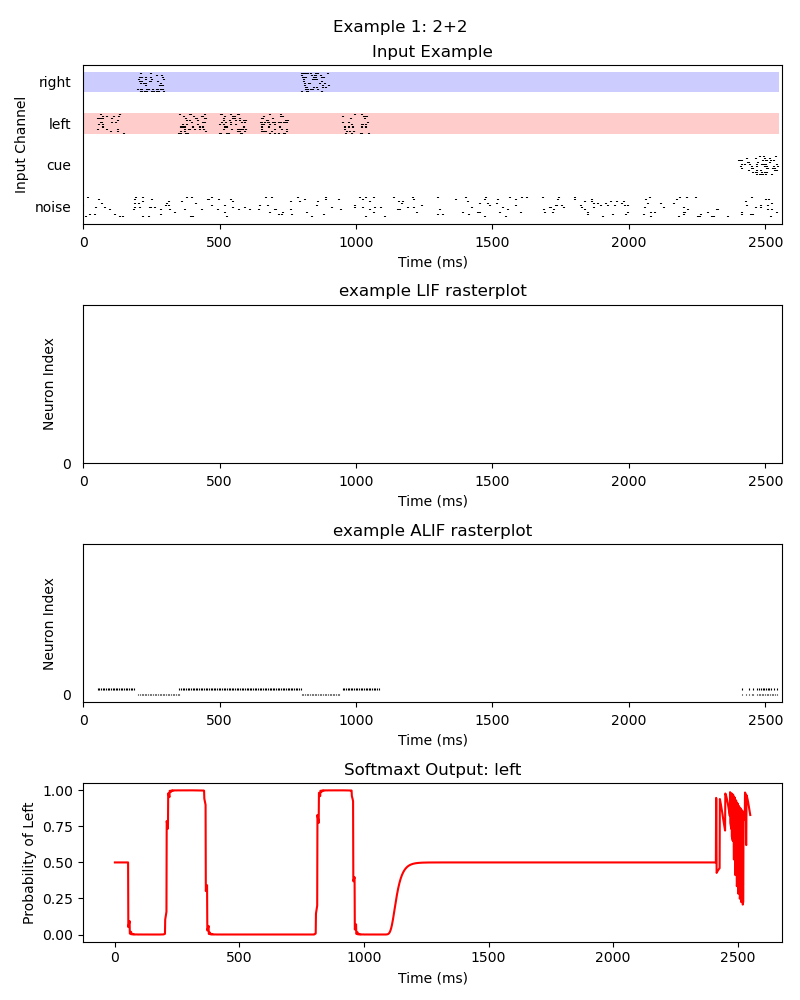 Example 1: 2+2
Input Example
Input Channel
right
left
cue
noise
0 500 1000 1500 2000 2500
Time (ms)
example LIF rasterplot
Neuron Index
0
0 500 1000 1500 2000 2500
Time (ms)
example ALIF rasterplot
Neuron Index
0
0 500 1000 1500 2000 2500
Time (ms)
Softmaxt Output: left
Probability of Left
1.00
0.75
0.50
0.25
0.00
0 500 1000 1500 2000 2500
Time (ms)